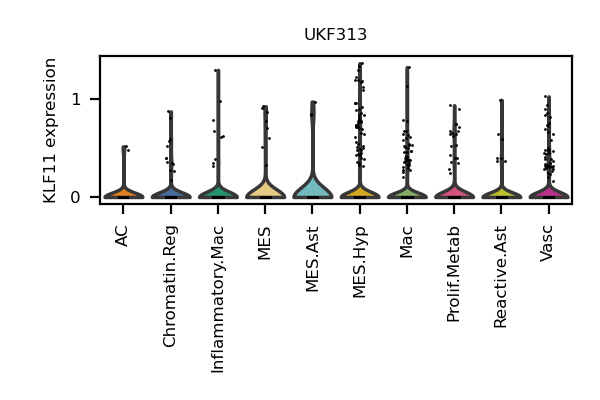 UKF313
KLF11 expression
1
0
AC
Chromatin.Reg
Inflammatory.Mac
MES
MES.Ast
MES.Hyp
Mac
Prolif.Metab
Reactive.Ast
Vasc